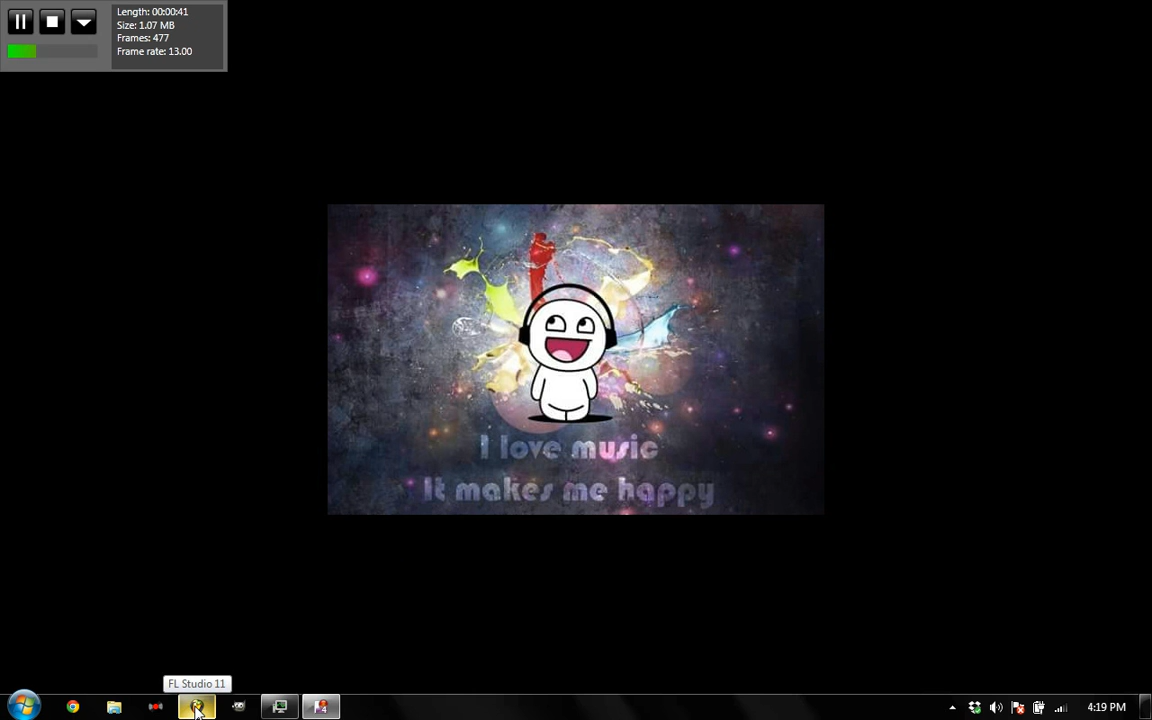 Length: 00:00:41
Size: 1.07 MB
Frames: 477
Frame rate: 13.00
I love music
It makes me happy
FL Studio 11
4:19 PM